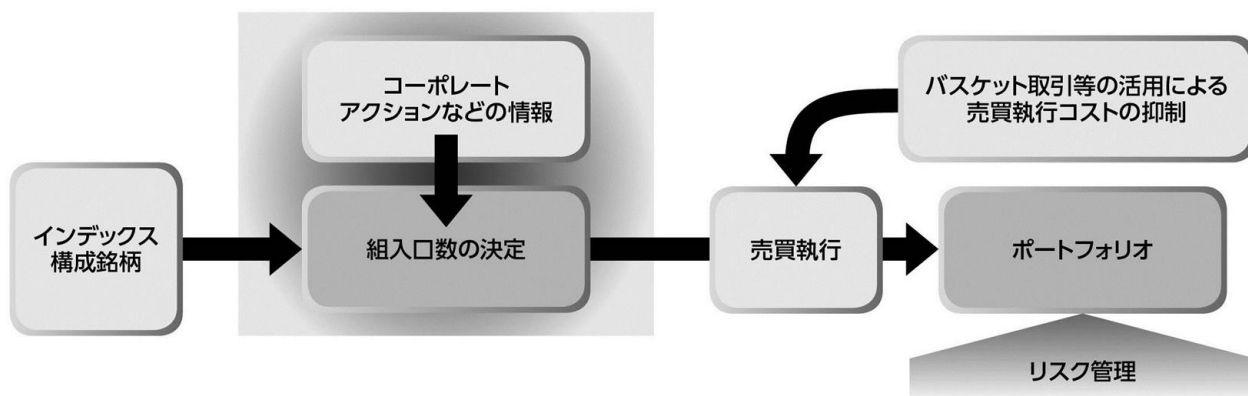 コーポレート
アクションなどの情報
バスケット取引等の活用による
売買執行コストの抑制
インデックス
構成銘柄
組入口数の決定
売買執行
ポートフォリオ
リスク管理